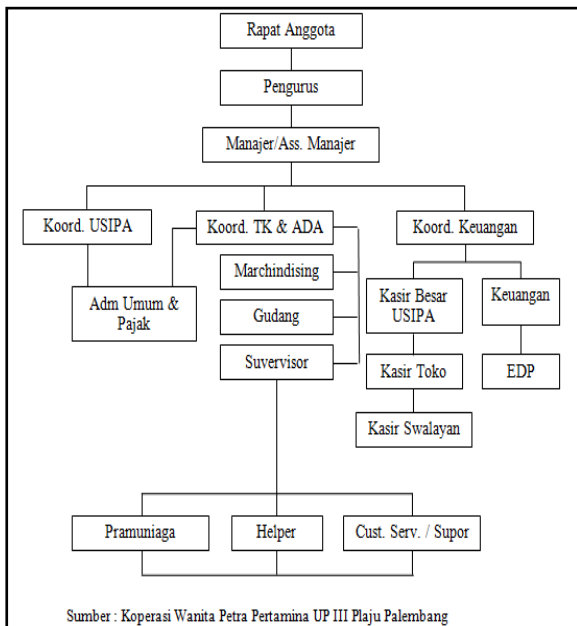 Rapat Anggota
Pengurus
Manajer/Ass. Manajer
Koord. USIPA
Koord. TK & ADA
Koord. Keuangan
Marchindising
Adm Umum &
Pajak
Kasir Besar
USIPA
Keuangan
Gudang
Suvervisor
Kasir Toko
EDP
Kasir Swalayan
Pramuniaga
Helper
Cust. Serv. / Supor
Sumber : Koperasi Wanita Petra Pertamina UP III Plaju Palembang